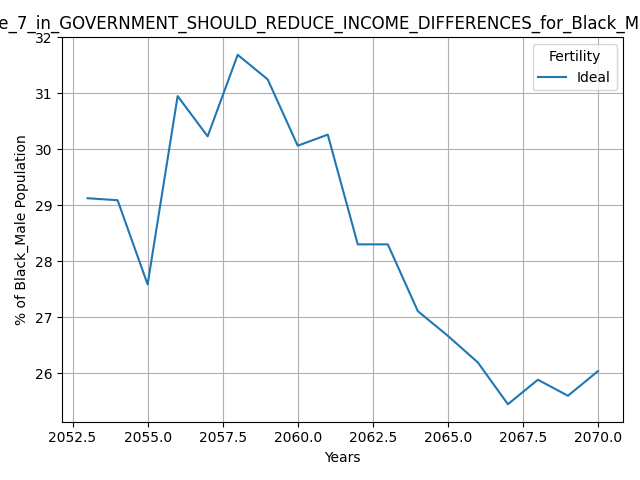 e_7_in_GOVERNMENT_SHOULD_REDUCE_INCOME_DIFFERENCES_for_Black_M
32
31
30
29
28
27
26
% of Black_Male Population
Fertility
Ideal
2052.5 2055.0 2057.5 2060.0 2062.5 2065.0 2067.5 2070.0
Years